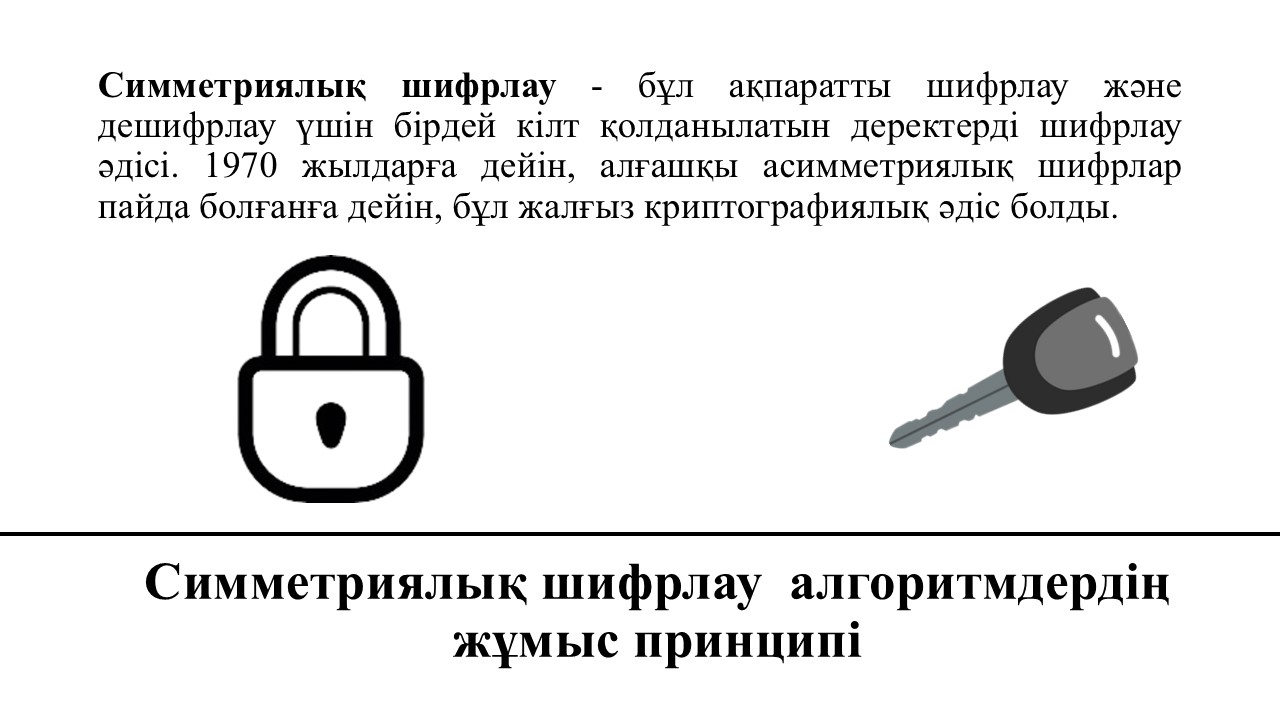 Симметриялық шифрлау - бұл ақпаратты шифрлау және
дешифрлау үшін бірдей кілт қолданылатын деректерді шифрлау
әдісі. 1970 жылдарға дейін, алғашқы асимметриялық шифрлар
пайда болғанға дейін, бұл жалғыз криптографиялық әдіс болды.
Симметриялық шифрлау  алгоритмдердің
жұмыс принципі